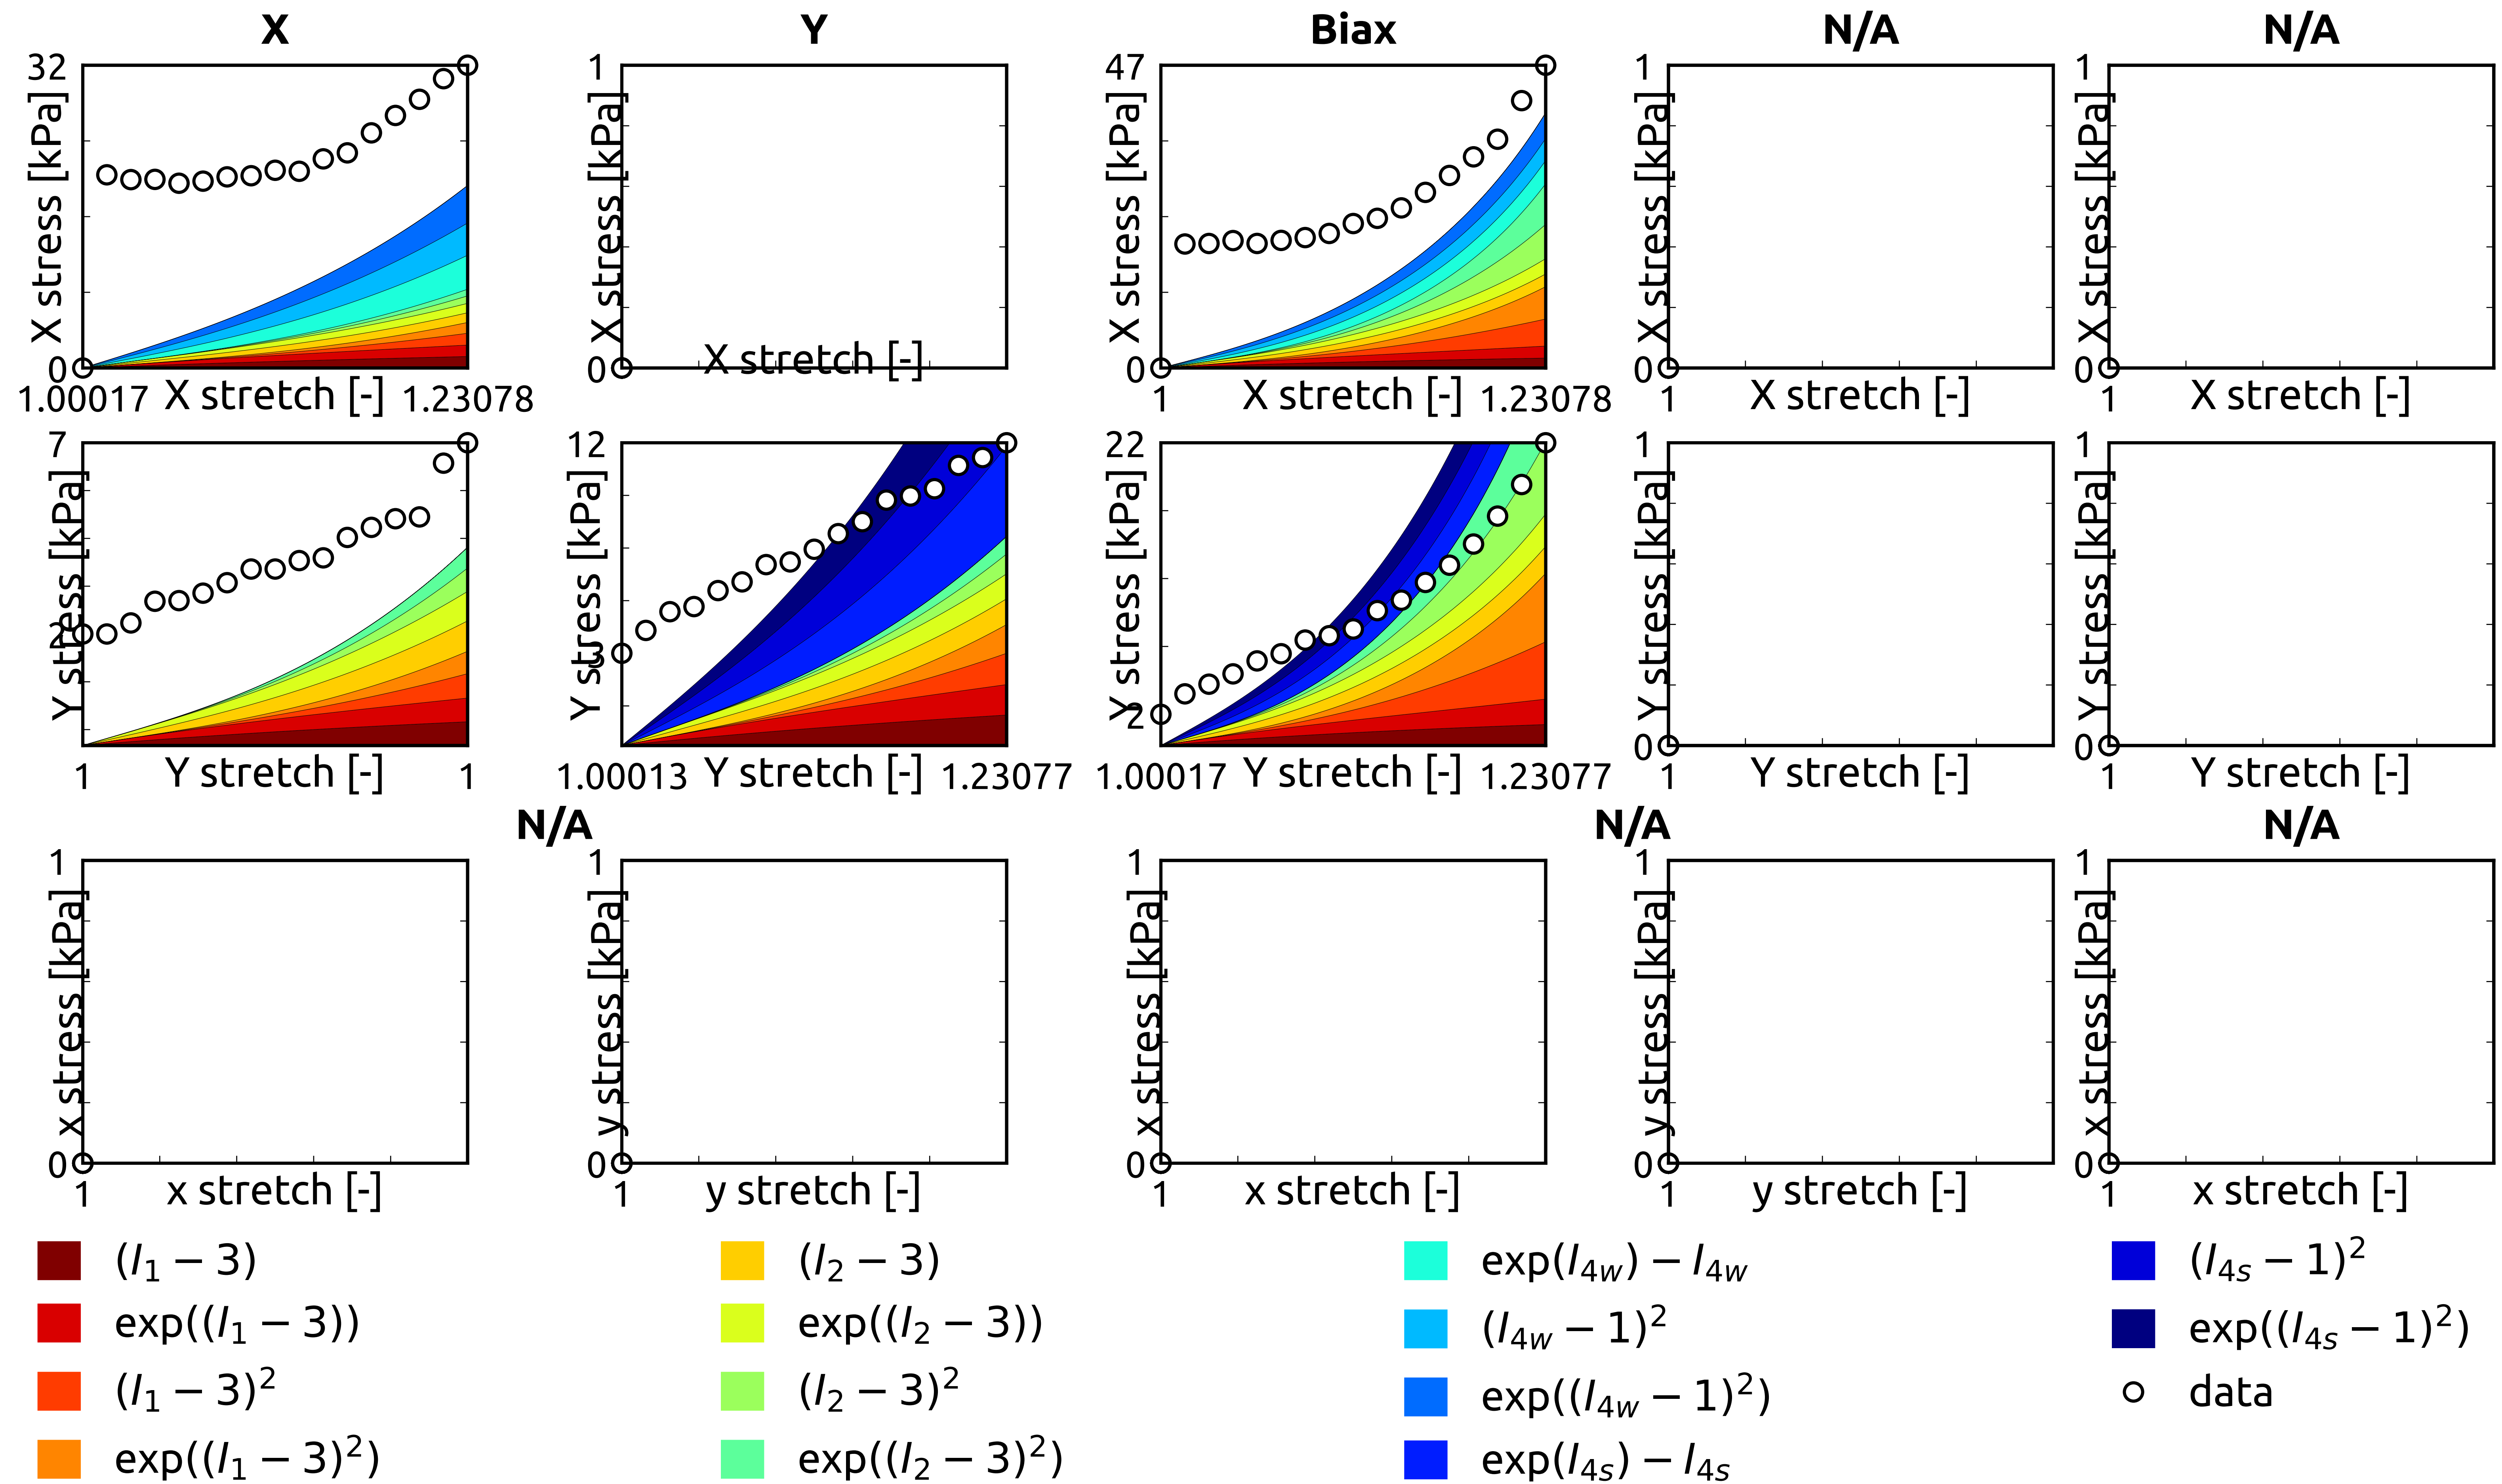 X Y Biax N/A N/A
32 1 47 1 1
X stress [kPa] X stress [kPa] X stress [kPa] X stress [kPa] X stress [kPa]
0 0 0 0 0
1.00017 X stretch [-] 1.23078 X stretch [-] 1 X stretch [-] 1.23078 1 X stretch [-] 1 X stretch [-]
7 12 22 1 1
Y stress [kPa] Y stress [kPa] Y stress [kPa] Y stress [kPa] Y stress [kPa]
2 3 2 0 0
1 Y stretch [-] 1 1.00013 Y stretch [-] 1.23077 1.00017 Y stretch [-] 1.23077 1 Y stretch [-] 1 Y stretch [-]
N/A N/A N/A
1 1 1 1 1
x stress [kPa] y stress [kPa] x stress [kPa] y stress [kPa] x stress [kPa]
0 0 0 0 0
1 x stretch [-] 1 y stretch [-] 1 x stretch [-] 1 y stretch [-] 1 x stretch [-]
(I₁ − 3) (I₂ − 3) exp(I₄w) − I₄w (I₄s − 1)²
exp((I₁ − 3)) exp((I₂ − 3)) (I₄w − 1)² exp((I₄s − 1)²)
(I₁ − 3)² (I₂ − 3)² exp((I₄w − 1)²) data
exp((I₁ − 3)²) exp((I₂ − 3)²) exp(I₄s) − I₄s